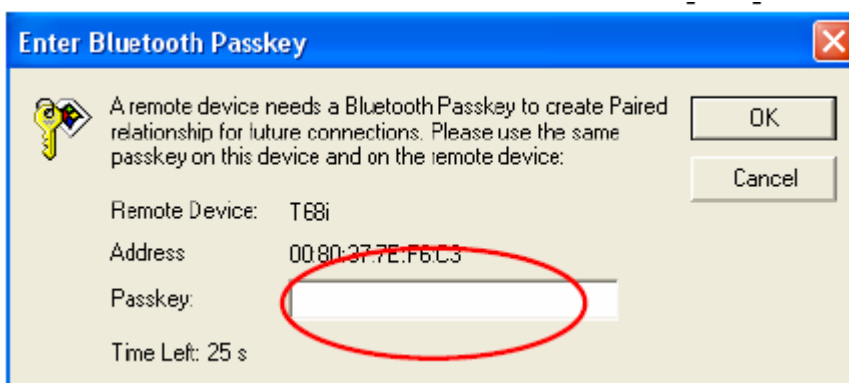 Enter Bluetooth Passkey
A remote device needs a Bluetooth Passkey to create Paired
relationship for future connections. Please use the same
passkey on this device and on the remote device:
OK
Cancel
Remote Device: T68i
Address 00:80:37:7E:F6:C3
Passkey:
Time Left: 25 s